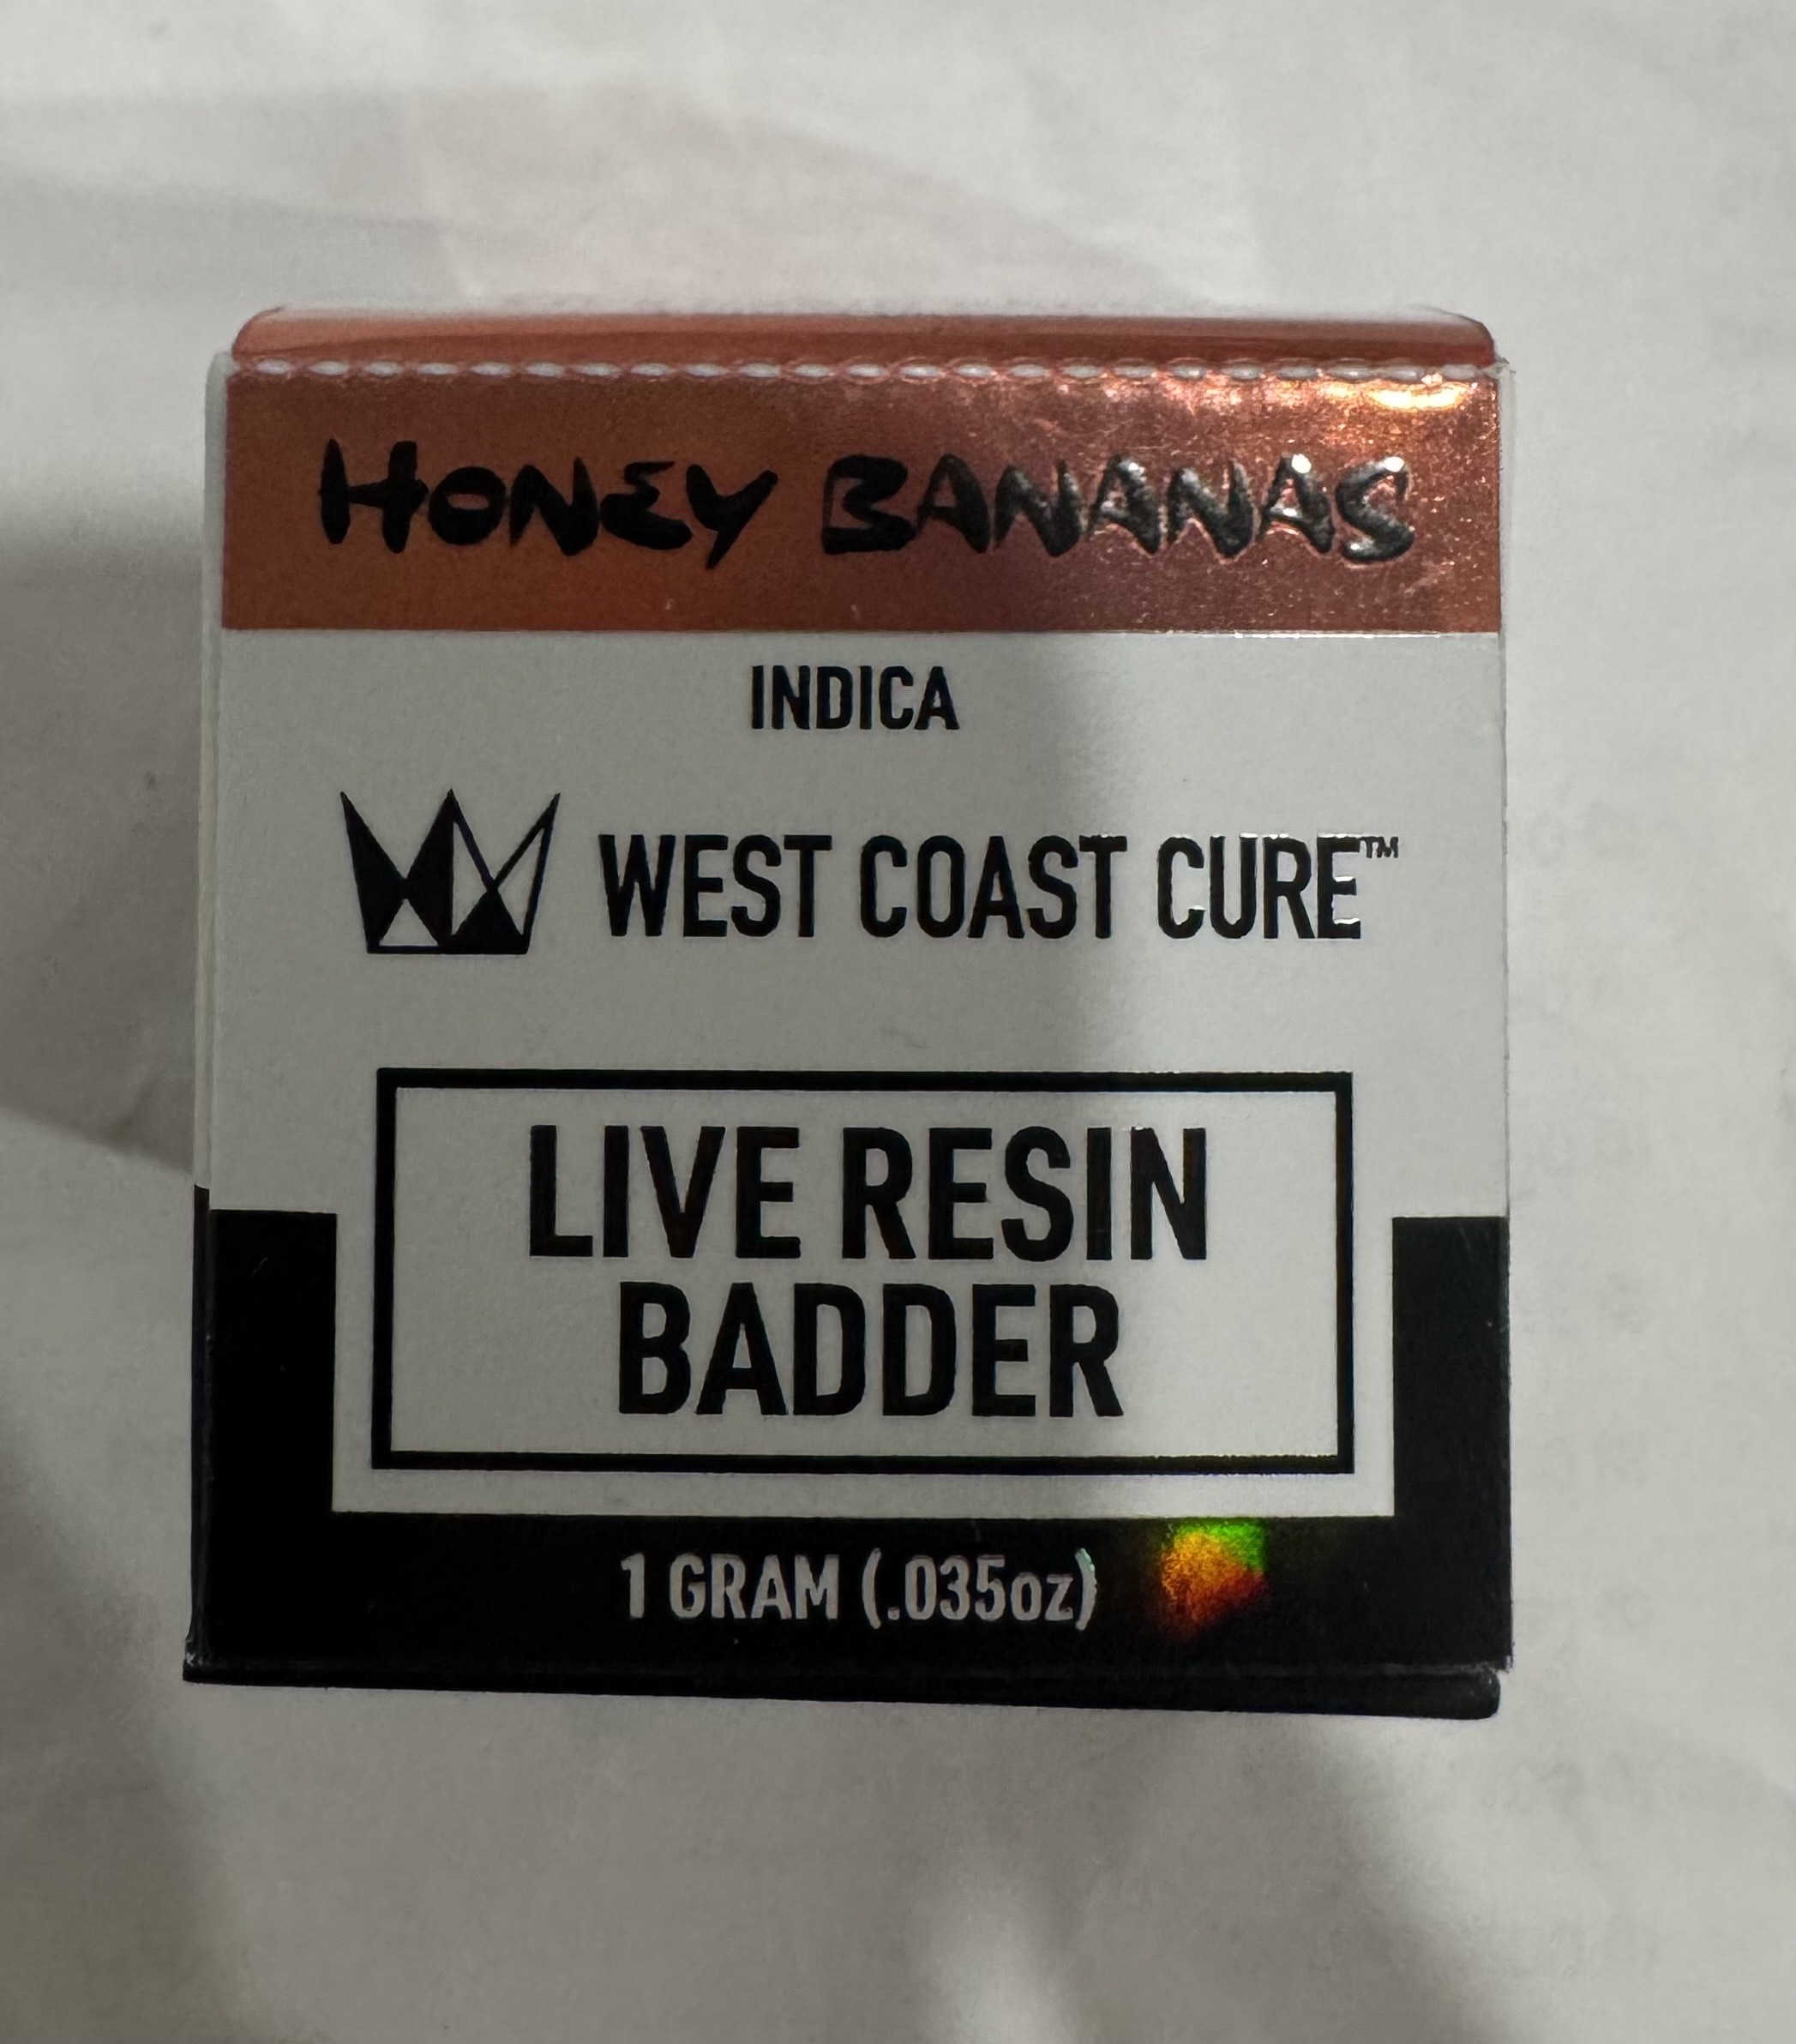 HONEY BANANAS
INDICA
WEST COAST CURE™
LIVE RESIN
BADDER
1 GRAM (.035oz)